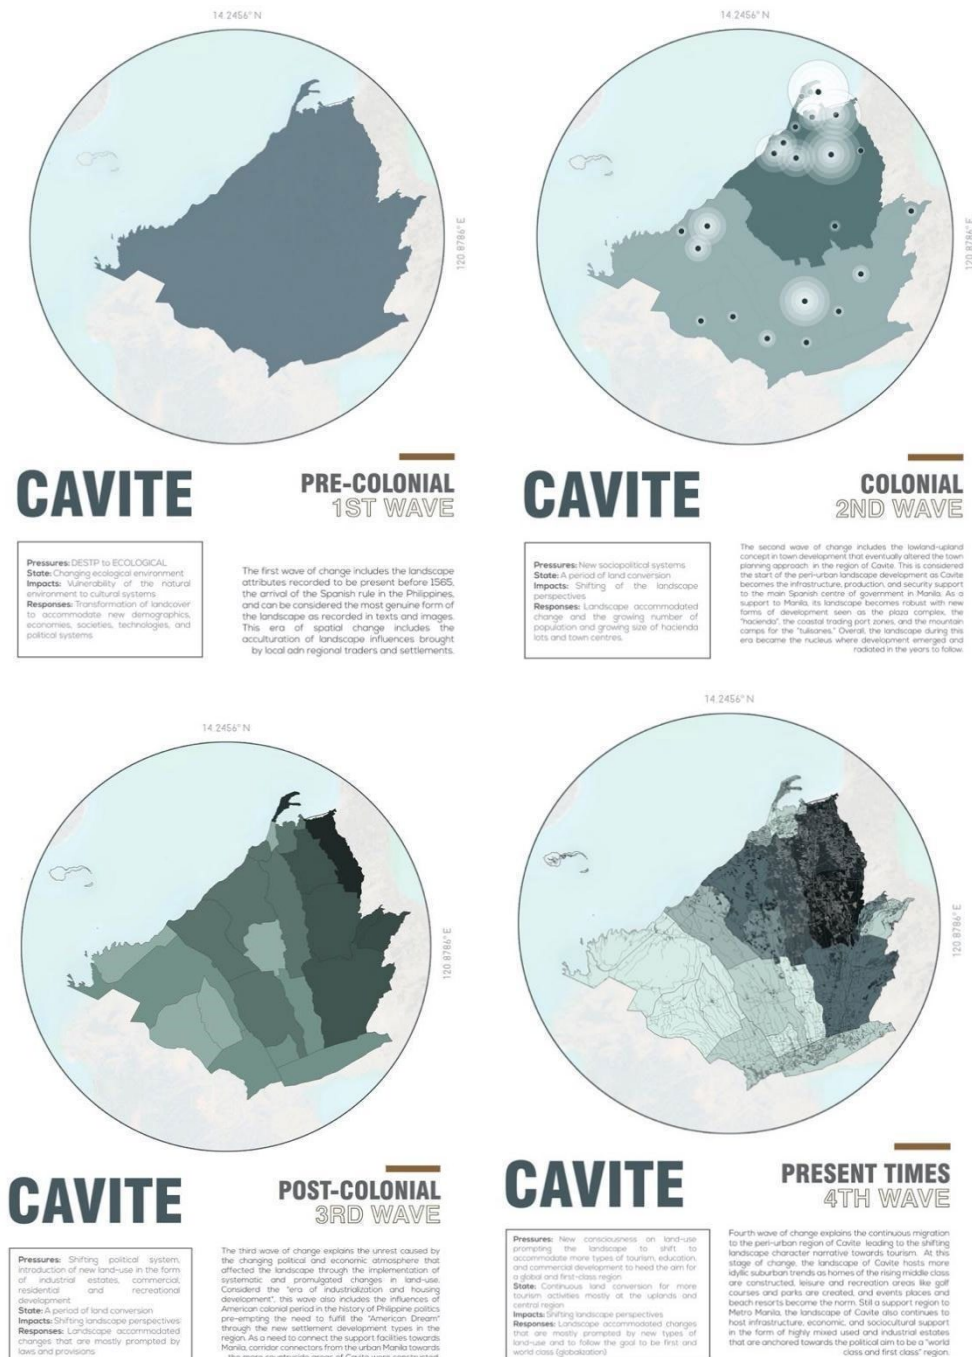 14.2456° N
120.8786° E
CAVITE
PRE-COLONIAL
1ST WAVE
Pressures: DESTP to ECOLOGICAL
State: Changing ecological environment
Impacts: Vulnerability of the natural
environment to cultural systems
Responses: Transformation of landcover
to accommodate new demographics,
economies, societies, technologies, and
political systems
The first wave of change includes the landscape
attributes recorded to be present before 1565,
the arrival of the Spanish rule in the Philippines,
and can be considered the most genuine form of
the landscape as recorded in texts and images.
This era of spatial change includes the
acculturation of landscape influences brought
by local adn regional traders and settlements.
14.2456° N
120.8786° E
CAVITE
COLONIAL
2ND WAVE
Pressures: New sociopolitical systems
State: A period of land conversion
Impacts: Shifting of the landscape
perspectives
Responses: Landscape accommodated
change and the growing number of
population and growing size of hacienda
lots and town centres.
The second wave of change includes the lowland-upland
concept in town development that eventually altered the town
planning approach in the region of Cavite. This is considered
the start of the peri-urban landscape development as Cavite
becomes the infrastructure, production, and security support
to the main Spanish centre of government in Manila. As a
support to Manila, its landscape becomes robust with new
forms of development seen as the plaza complex, the
"hacienda", the coastal trading port zones, and the mountain
camps for the "tulisanes." Overall, the landscape during this
era became the nucleus where development emerged and
radiated in the years to follow.
14.2456° N
120.8786° E
CAVITE
POST-COLONIAL
3RD WAVE
Pressures: Shifting political system,
introduction of new land-use in the form
of industrial estates, commercial,
residential and recreational
development
State: A period of land conversion
Impacts: Shifting landscape perspectives
Responses: Landscape accommodated
changes that are mostly prompted by
laws and provisions
The third wave of change explains the unrest caused by
the changing political and economic atmosphere that
affected the landscape through the implementation of
systematic and promulgated changes in land-use.
Considerd the "era of industrialization and housing
development", this wave also includes the influences of
American colonial period in the history of Philippine politics
pre-empting the need to fulfill the "American Dream"
through the new settlement development types in the
region. As a need to connect the support facilities towards
Manila, corridor connectors from the urban Manila towards
the more countryside areas of Cavite were constructed.
14.2456° N
120.8786° E
CAVITE
PRESENT TIMES
4TH WAVE
Pressures: New consciousness on land-use
prompting the landscape to shift to
accommodate more types of tourism, education,
and commercial development to heed the aim for
a global and first-class region
State: Continuous land conversion for more
tourism activities mostly at the uplands and
central region
Impacts: Shifting landscape perspectives
Responses: Landscape accommodated changes
that are mostly prompted by new types of
land-use and to follow the goal to be first and
world class (globalization)
Fourth wave of change explains the continuous migration
to the peri-urban region of Cavite leading to the shifting
landscape character narrative towards tourism. At this
stage of change, the landscape of Cavite hosts more
idyllic suburban trends as homes of the rising middle class
are constructed, leisure and recreation areas like golf
courses and parks are created, and events places and
beach resorts become the norm. Still a support region to
Metro Manila, the landscape of Cavite also continues to
host infrastructure, economic, and sociocultural support
in the form of highly mixed used and industrial estates
that are anchored towards the political aim to be a "world
class and first class" region.